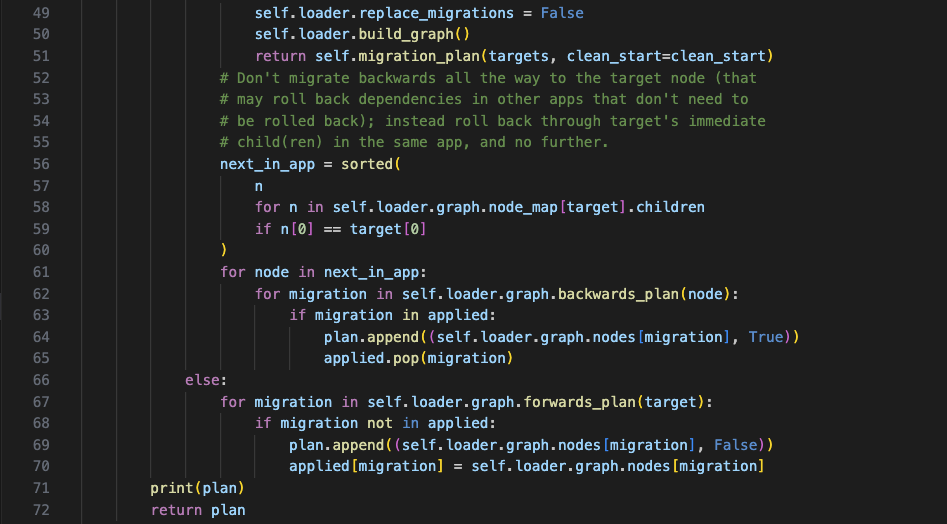 49 self.loader.replace_migrations = False
50 self.loader.build_graph()
51 return self.migration_plan(targets, clean_start=clean_start)
52 # Don't migrate backwards all the way to the target node (that
53 # may roll back dependencies in other apps that don't need to
54 # be rolled back); instead roll back through target's immediate
55 # child(ren) in the same app, and no further.
56 next_in_app = sorted(
57 n
58 for n in self.loader.graph.node_map[target].children
59 if n[0] == target[0]
60 )
61 for node in next_in_app:
62 for migration in self.loader.graph.backwards_plan(node):
63 if migration in applied:
64 plan.append((self.loader.graph.nodes[migration], True))
65 applied.pop(migration)
66 else:
67 for migration in self.loader.graph.forwards_plan(target):
68 if migration not in applied:
69 plan.append((self.loader.graph.nodes[migration], False))
70 applied[migration] = self.loader.graph.nodes[migration]
71 print(plan)
72 return plan